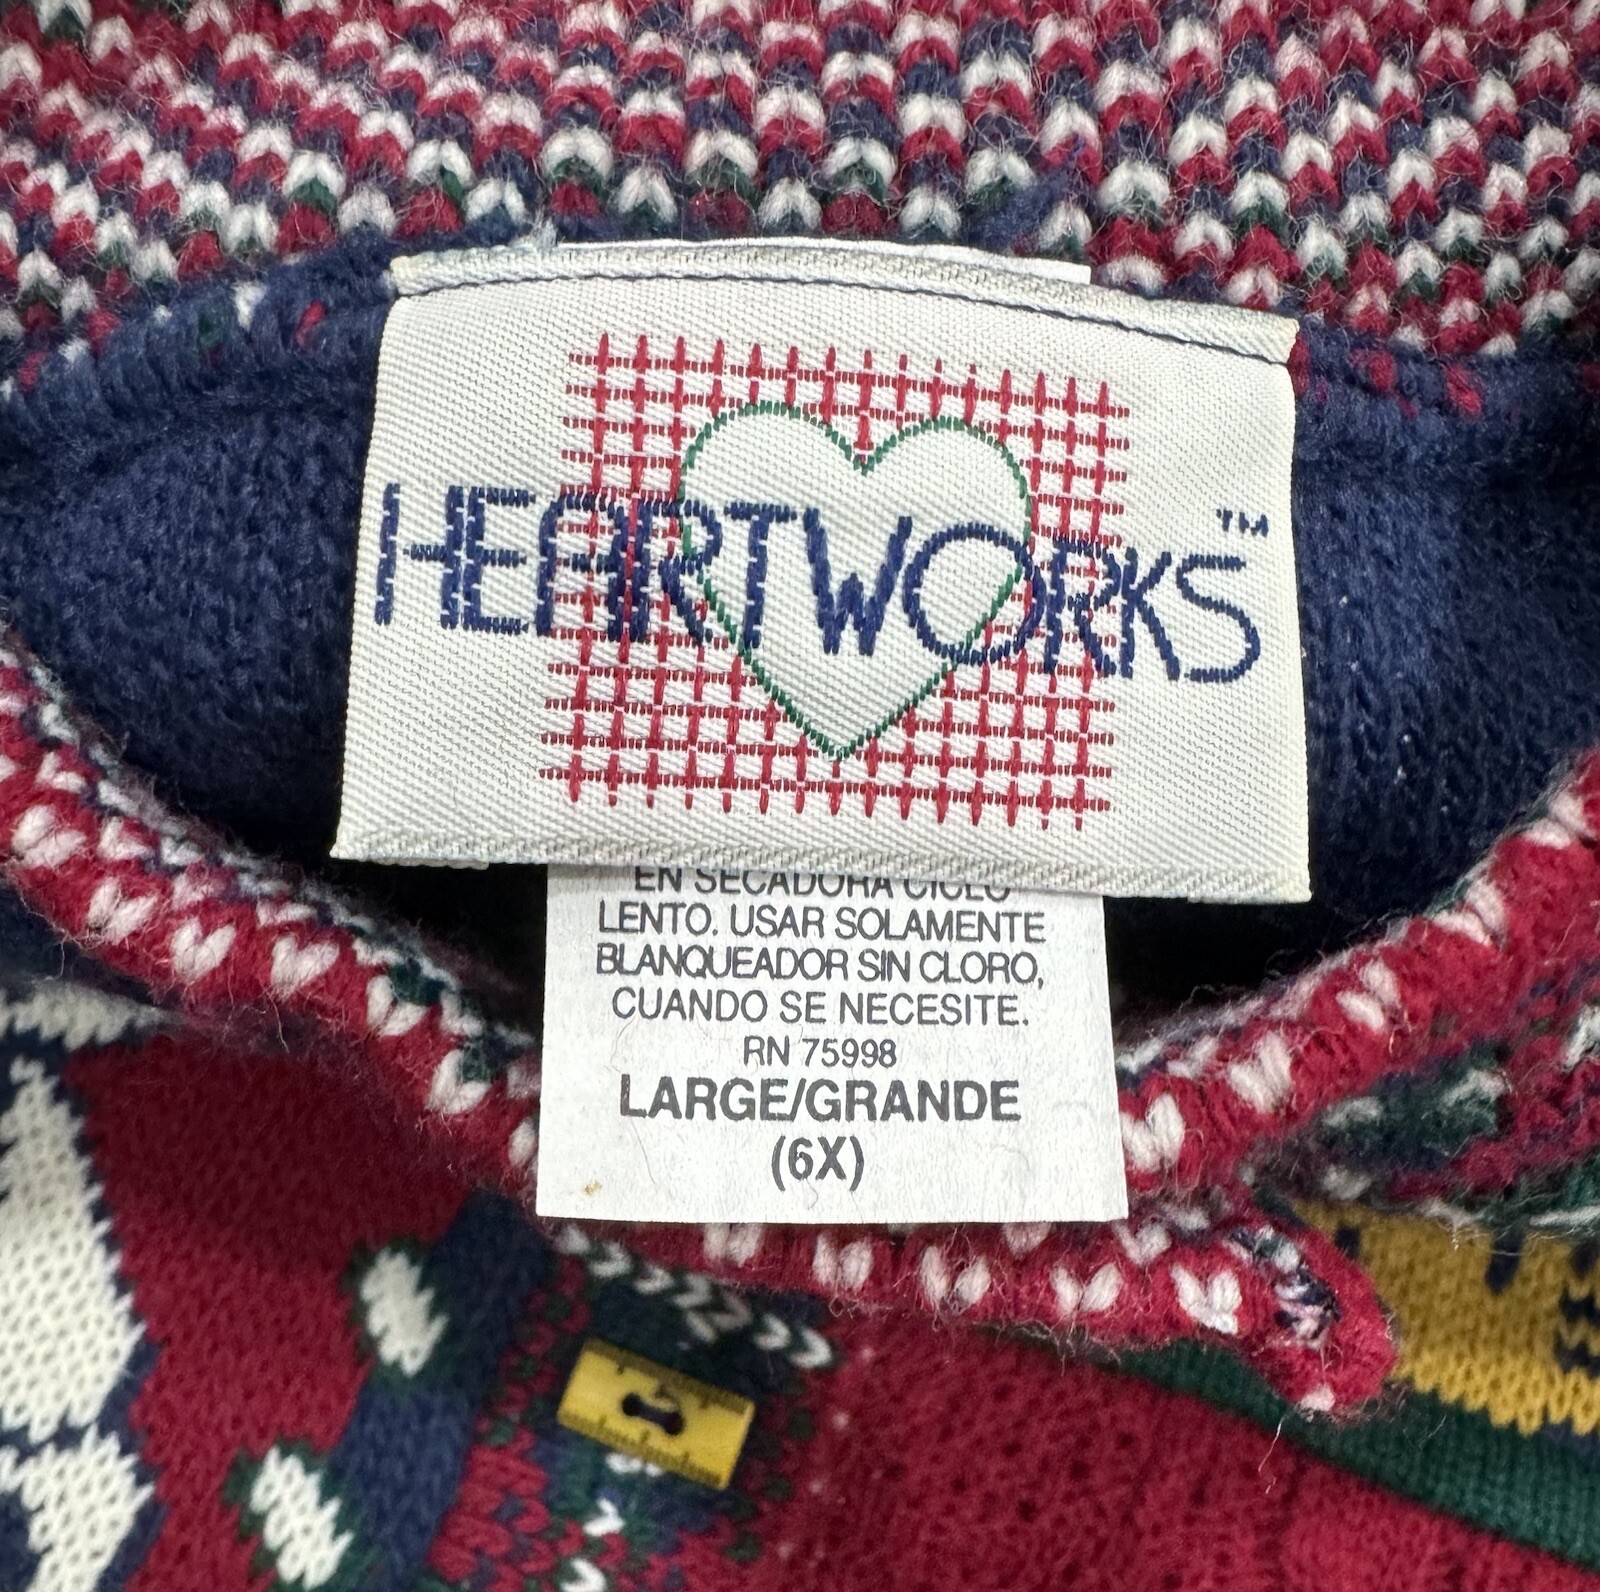 HEARTWORKS™
EN SECADORA CICLO
LENTO. USAR SOLAMENTE
BLANQUEADOR SIN CLORO,
CUANDO SE NECESITE.
RN 75998
LARGE/GRANDE
(6X)